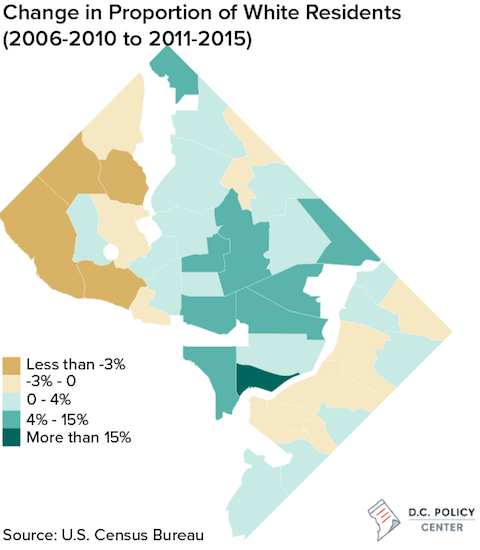 Change in Proportion of White Residents
(2006-2010 to 2011-2015)
Less than -3%
-3% - 0
0 - 4%
4% - 15%
More than 15%
D.C. POLICY
CENTER
Source: U.S. Census Bureau